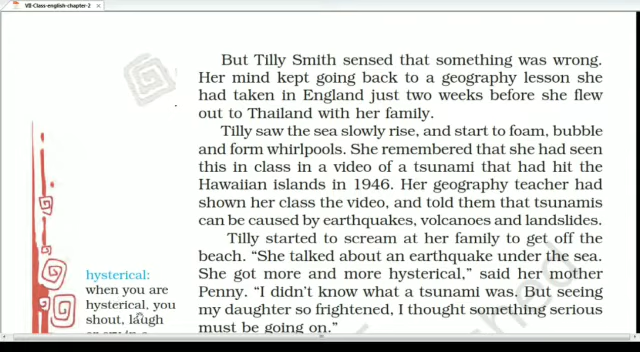 VII-Class-english-chapter-2
But Tilly Smith sensed that something was wrong.
Her mind kept going back to a geography lesson she
had taken in England just two weeks before she flew
out to Thailand with her family.
Tilly saw the sea slowly rise, and start to foam, bubble
and form whirlpools. She remembered that she had seen
this in class in a video of a tsunami that had hit the
Hawaiian islands in 1946. Her geography teacher had
shown her class the video, and told them that tsunamis
can be caused by earthquakes, volcanoes and landslides.
Tilly started to scream at her family to get off the
beach. “She talked about an earthquake under the sea.
She got more and more hysterical,” said her mother
Penny. “I didn’t know what a tsunami was. But seeing
my daughter so frightened, I thought something serious
must be going on.”
hysterical:
when you are
hysterical, you
shout, laugh